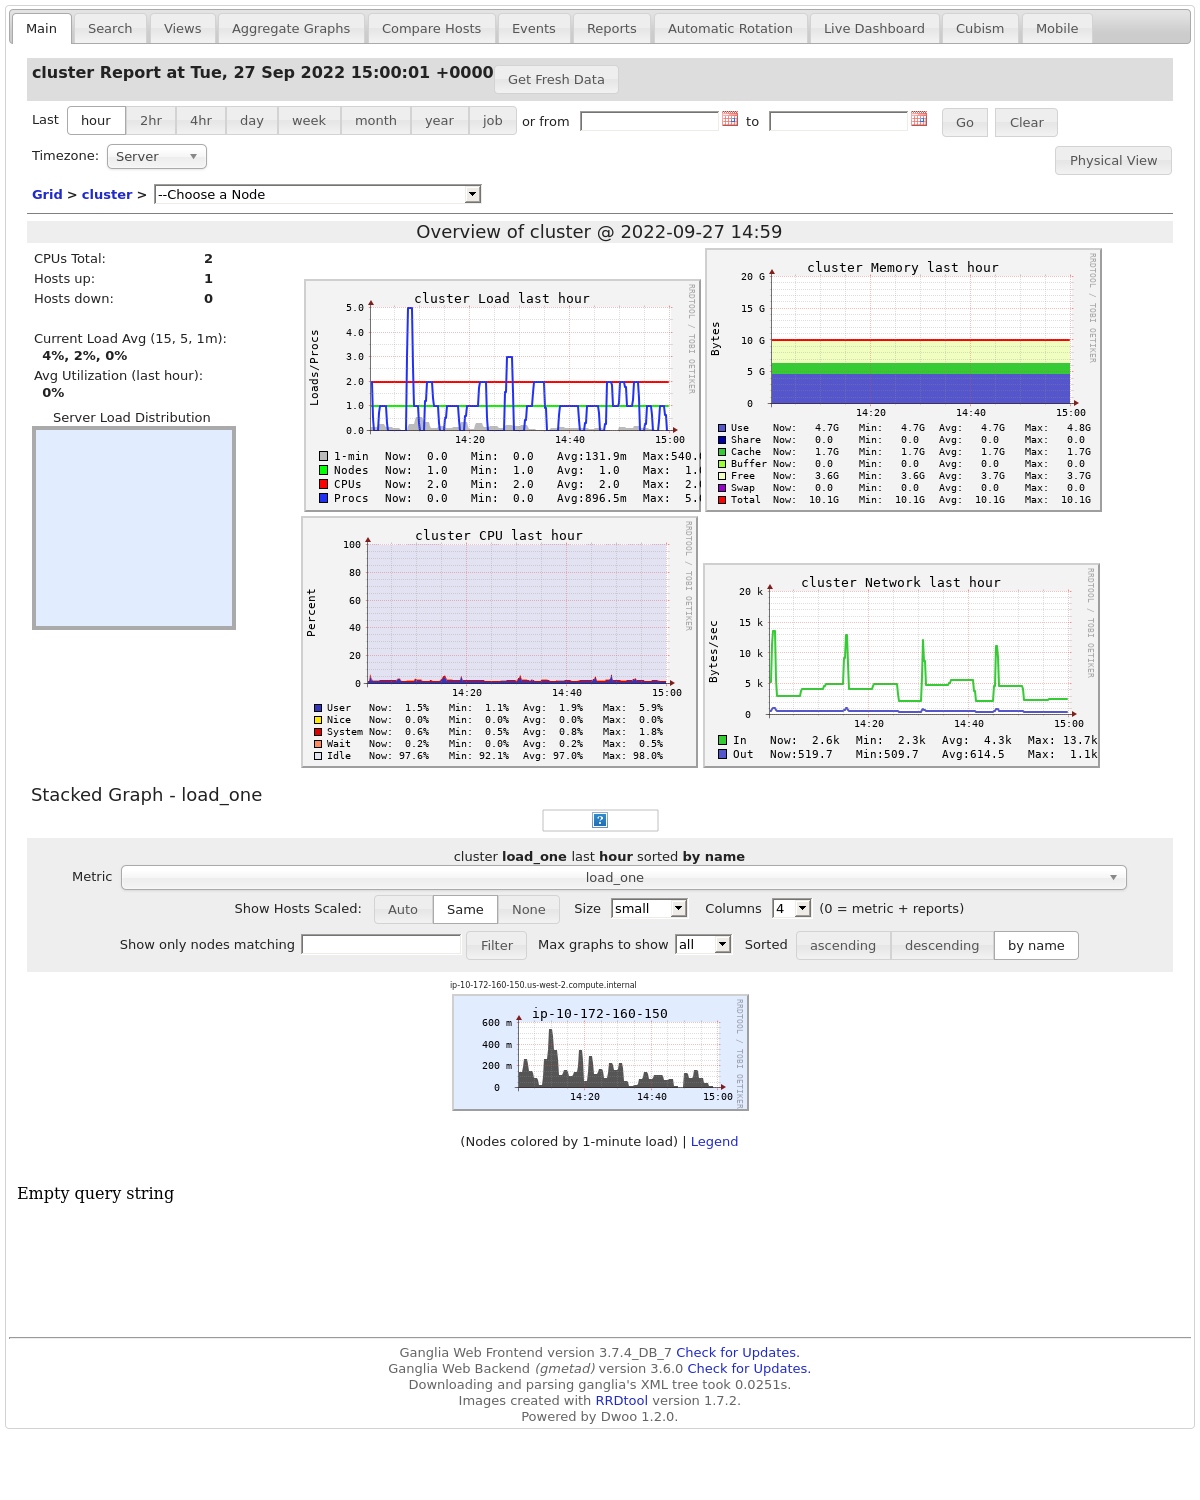 Main Search Views Aggregate Graphs Compare Hosts Events Reports Automatic Rotation Live Dashboard Cubism Mobile
cluster Report at Tue, 27 Sep 2022 15:00:01 +0000 Get Fresh Data
Last hour 2hr 4hr day week month year job or from to Go Clear
Timezone: Server Physical View
Grid > cluster > --Choose a Node
Overview of cluster @ 2022-09-27 14:59
CPUs Total: 2
Hosts up: 1
Hosts down: 0
Current Load Avg (15, 5, 1m):
4%, 2%, 0%
Avg Utilization (last hour):
0%
Server Load Distribution
cluster Load last hour
RRDTOOL / TOBI OETIKER
Loads/Procs
5.0
4.0
3.0
2.0
1.0
0.0
14:20 14:40 15:00
1-min Now: 0.0 Min: 0.0 Avg:131.9m Max:540.
Nodes Now: 1.0 Min: 1.0 Avg: 1.0 Max: 1.
CPUs Now: 2.0 Min: 2.0 Avg: 2.0 Max: 2.
Procs Now: 1.0 Min: 0.0 Avg:896.5m Max: 5.
cluster Memory last hour
RRDTOOL / TOBI OETIKER
Bytes
20 G
15 G
10 G
5 G
0
14:20 14:40 15:00
Use Now: 4.7G Min: 4.7G Avg: 4.7G Max: 4.8G
Share Now: 0.0 Min: 0.0 Avg: 0.0 Max: 0.0
Cache Now: 1.7G Min: 1.7G Avg: 1.7G Max: 1.7G
Buffer Now: 0.0 Min: 0.0 Avg: 0.0 Max: 0.0
Free Now: 3.6G Min: 3.6G Avg: 3.7G Max: 3.7G
Swap Now: 0.0 Min: 0.0 Avg: 0.0 Max: 0.0
Total Now: 10.1G Min: 10.1G Avg: 10.1G Max: 10.1G
cluster CPU last hour
RRDTOOL / TOBI OETIKER
Percent
100
80
60
40
20
0
14:20 14:40 15:00
User Now: 1.5% Min: 1.1% Avg: 1.9% Max: 5.9%
Nice Now: 0.0% Min: 0.0% Avg: 0.0% Max: 0.0%
System Now: 0.6% Min: 0.5% Avg: 0.8% Max: 1.8%
Wait Now: 0.2% Min: 0.0% Avg: 0.2% Max: 0.5%
Idle Now: 97.6% Min: 92.1% Avg: 97.0% Max: 98.0%
cluster Network last hour
RRDTOOL / TOBI OETIKER
Bytes/sec
20 k
15 k
10 k
5 k
0
14:20 14:40 15:00
In Now: 2.6k Min: 2.3k Avg: 4.3k Max: 13.7k
Out Now:519.7 Min:509.7 Avg:614.5 Max: 1.1k
Stacked Graph - load_one
?
cluster load_one last hour sorted by name
Metric load_one
Show Hosts Scaled: Auto Same None Size small Columns 4 (0 = metric + reports)
Show only nodes matching Filter Max graphs to show all Sorted ascending descending by name
ip-10-172-160-150.us-west-2.compute.internal
ip-10-172-160-150
RRDTOOL / TOBI OETIKER
600 m
400 m
200 m
0
14:20 14:40 15:00
(Nodes colored by 1-minute load) | Legend
Empty query string
Ganglia Web Frontend version 3.7.4_DB_7 Check for Updates.
Ganglia Web Backend (gmetad) version 3.6.0 Check for Updates.
Downloading and parsing ganglia's XML tree took 0.0251s.
Images created with RRDtool version 1.7.2.
Powered by Dwoo 1.2.0.